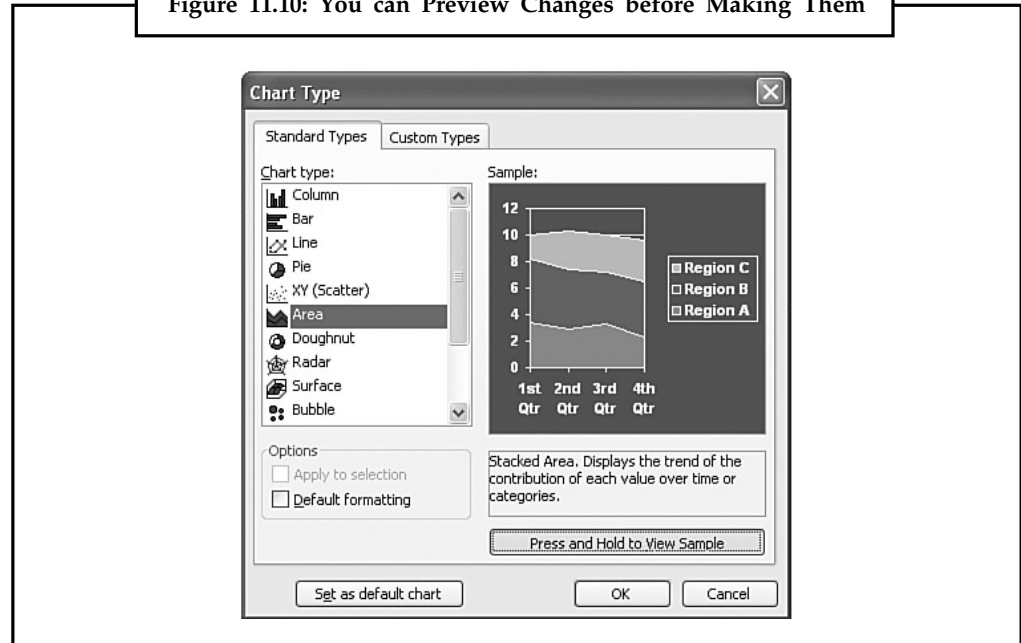 Figure 11.10: You can Preview Changes before Making Them
Chart Type
Standard Types
Custom Types
Chart type:
Column
Bar
Line
Pie
XY (Scatter)
Area
Doughnut
Radar
Surface
Bubble
Options
Apply to selection
Default formatting
Sample:
12
10
8
6
4
2
0
1st 2nd 3rd 4th
Qtr Qtr Qtr Qtr
Region C
Region B
Region A
Stacked Area. Displays the trend of the
contribution of each value over time or
categories.
Press and Hold to View Sample
Set as default chart
OK
Cancel